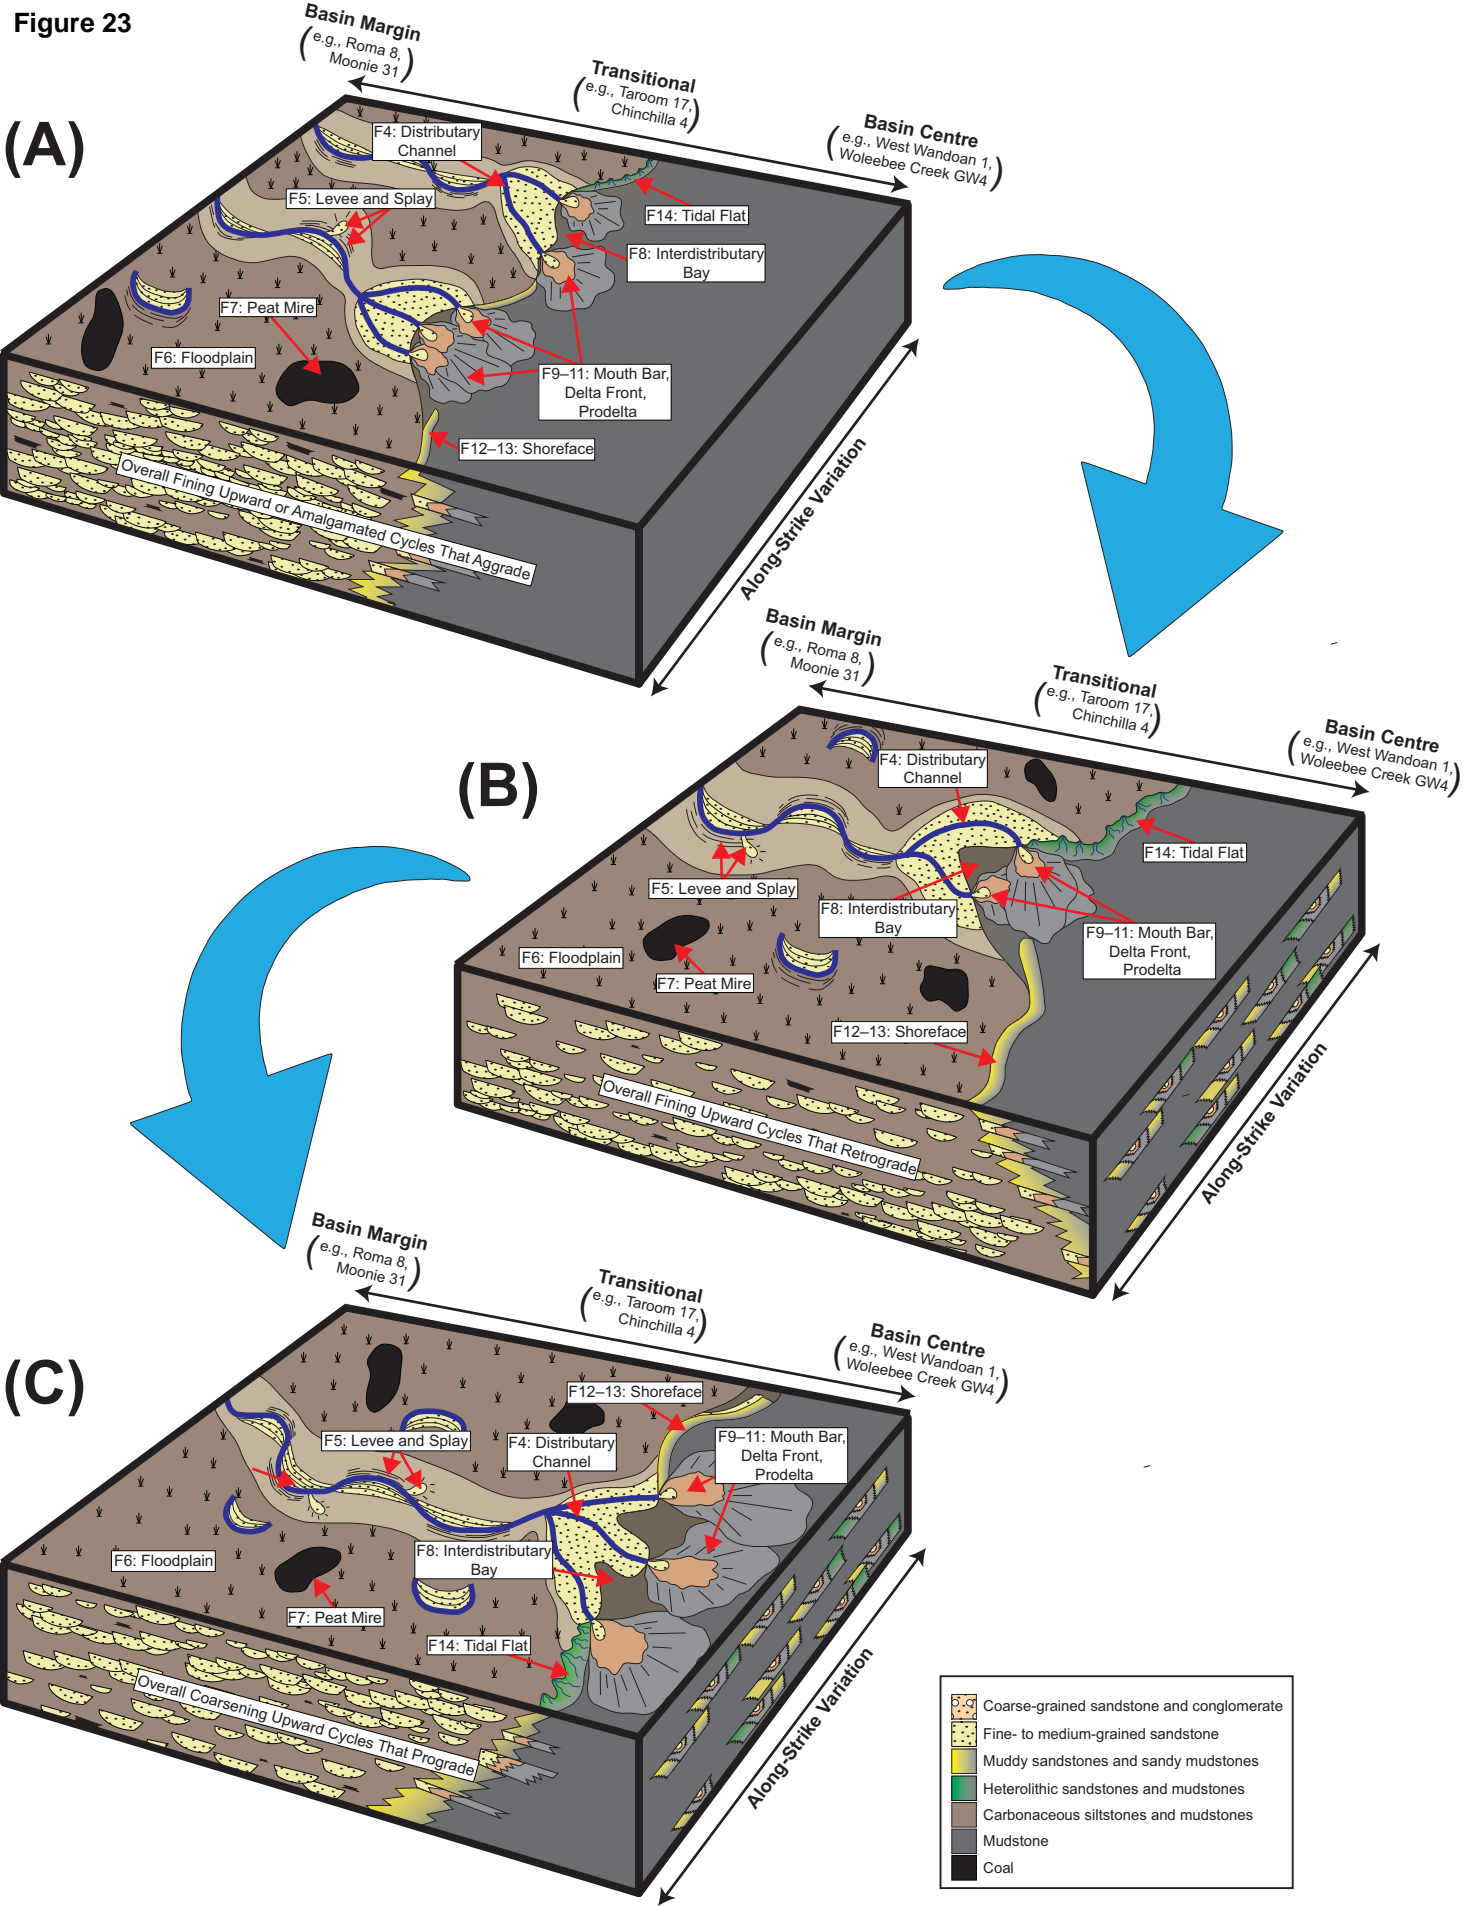 Figure 23
(A)
Basin Margin
(e.g., Roma 8,
Moonie 31)
Transitional
(e.g., Taroom 17,
Chinchilla 4)
Basin Centre
(e.g., West Wandoan 1,
Woleebee Creek GW4)
F4: Distributary
Channel
F5: Levee and Splay
F14: Tidal Flat
F8: Interdistributary
Bay
F7: Peat Mire
F6: Floodplain
F9–11: Mouth Bar,
Delta Front,
Prodelta
F12–13: Shoreface
Overall Fining Upward or Amalgamated Cycles That Aggrade
Along-Strike Variation
(B)
Basin Margin
(e.g., Roma 8,
Moonie 31)
Transitional
(e.g., Taroom 17,
Chinchilla 4)
Basin Centre
(e.g., West Wandoan 1,
Woleebee Creek GW4)
F4: Distributary
Channel
F14: Tidal Flat
F5: Levee and Splay
F8: Interdistributary
Bay
F9–11: Mouth Bar,
Delta Front,
Prodelta
F6: Floodplain
F7: Peat Mire
F12–13: Shoreface
Overall Fining Upward Cycles That Retrograde
Along-Strike Variation
(C)
Basin Margin
(e.g., Roma 8,
Moonie 31)
Transitional
(e.g., Taroom 17,
Chinchilla 4)
Basin Centre
(e.g., West Wandoan 1,
Woleebee Creek GW4)
F12–13: Shoreface
F5: Levee and Splay
F4: Distributary
Channel
F9–11: Mouth Bar,
Delta Front,
Prodelta
F6: Floodplain
F8: Interdistributary
Bay
F7: Peat Mire
F14: Tidal Flat
Overall Coarsening Upward Cycles That Prograde
Along-Strike Variation
Coarse-grained sandstone and conglomerate
Fine- to medium-grained sandstone
Muddy sandstones and sandy mudstones
Heterolithic sandstones and mudstones
Carbonaceous siltstones and mudstones
Mudstone
Coal